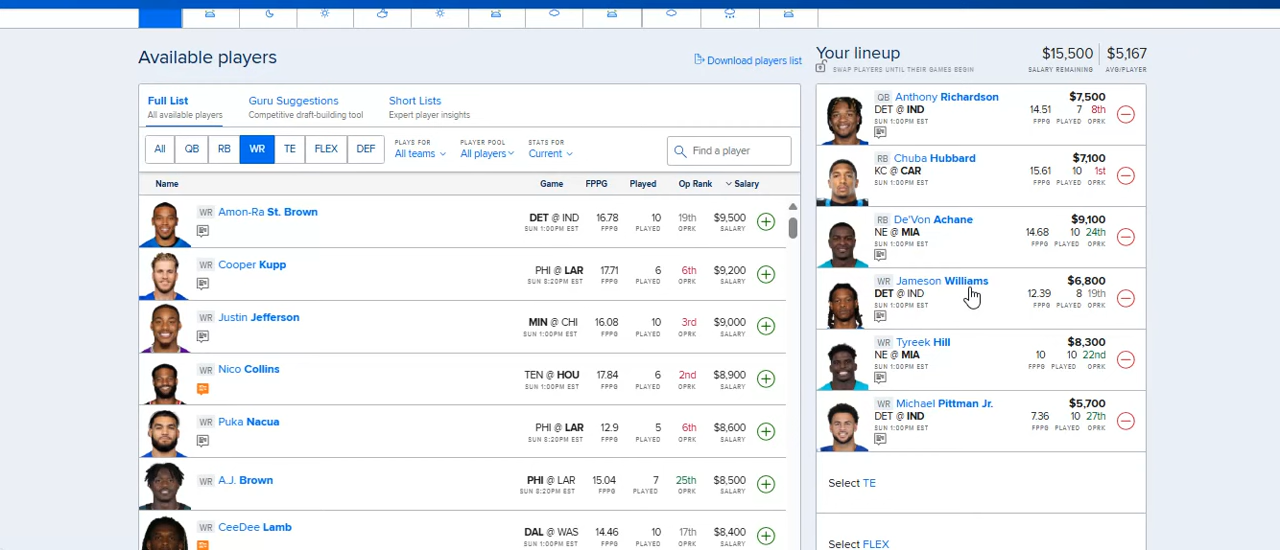 Available players
Download players list
Full List
All available players
Guru Suggestions
Competitive draft-building tool
Short Lists
Expert player insights
All QB RB WR TE FLEX DEF
PLAYS FOR
All teams
PLAYER POOL
All players
STATS FOR
Current
Find a player
Name Game FPPG Played Op Rank Salary
WR Amon-Ra St. Brown DET @ IND 16.78 10 19th $9,500
SUN 1:00PM EST FPPG PLAYED OPRK SALARY
WR Cooper Kupp PHI @ LAR 17.71 6 6th $9,200
SUN 8:20PM EST FPPG PLAYED OPRK SALARY
WR Justin Jefferson MIN @ CHI 16.08 10 3rd $9,000
SUN 1:00PM EST FPPG PLAYED OPRK SALARY
WR Nico Collins TEN @ HOU 17.84 6 2nd $8,900
SUN 1:00PM EST FPPG PLAYED OPRK SALARY
WR Puka Nacua PHI @ LAR 12.9 5 6th $8,600
SUN 8:20PM EST FPPG PLAYED OPRK SALARY
WR A.J. Brown PHI @ LAR 15.04 7 25th $8,500
SUN 8:20PM EST FPPG PLAYED OPRK SALARY
WR CeeDee Lamb DAL @ WAS 14.46 10 17th $8,400
Your lineup
SWAP PLAYERS UNTIL THEIR GAMES BEGIN
$15,500 $5,167
SALARY REMAINING AVG/PLAYER
QB Anthony Richardson $7,500
DET @ IND 14.51 7 8th
SUN 1:00PM EST FPPG PLAYED OPRK
RB Chuba Hubbard $7,100
KC @ CAR 15.61 10 1st
SUN 1:00PM EST FPPG PLAYED OPRK
RB De'Von Achane $9,100
NE @ MIA 14.68 10 24th
SUN 1:00PM EST FPPG PLAYED OPRK
WR Jameson Williams $6,800
DET @ IND 12.39 8 19th
SUN 1:00PM EST FPPG PLAYED OPRK
WR Tyreek Hill $8,300
NE @ MIA 10 10 22nd
SUN 1:00PM EST FPPG PLAYED OPRK
WR Michael Pittman Jr. $5,700
DET @ IND 7.36 10 27th
SUN 1:00PM EST FPPG PLAYED OPRK
Select TE
Select FLEX